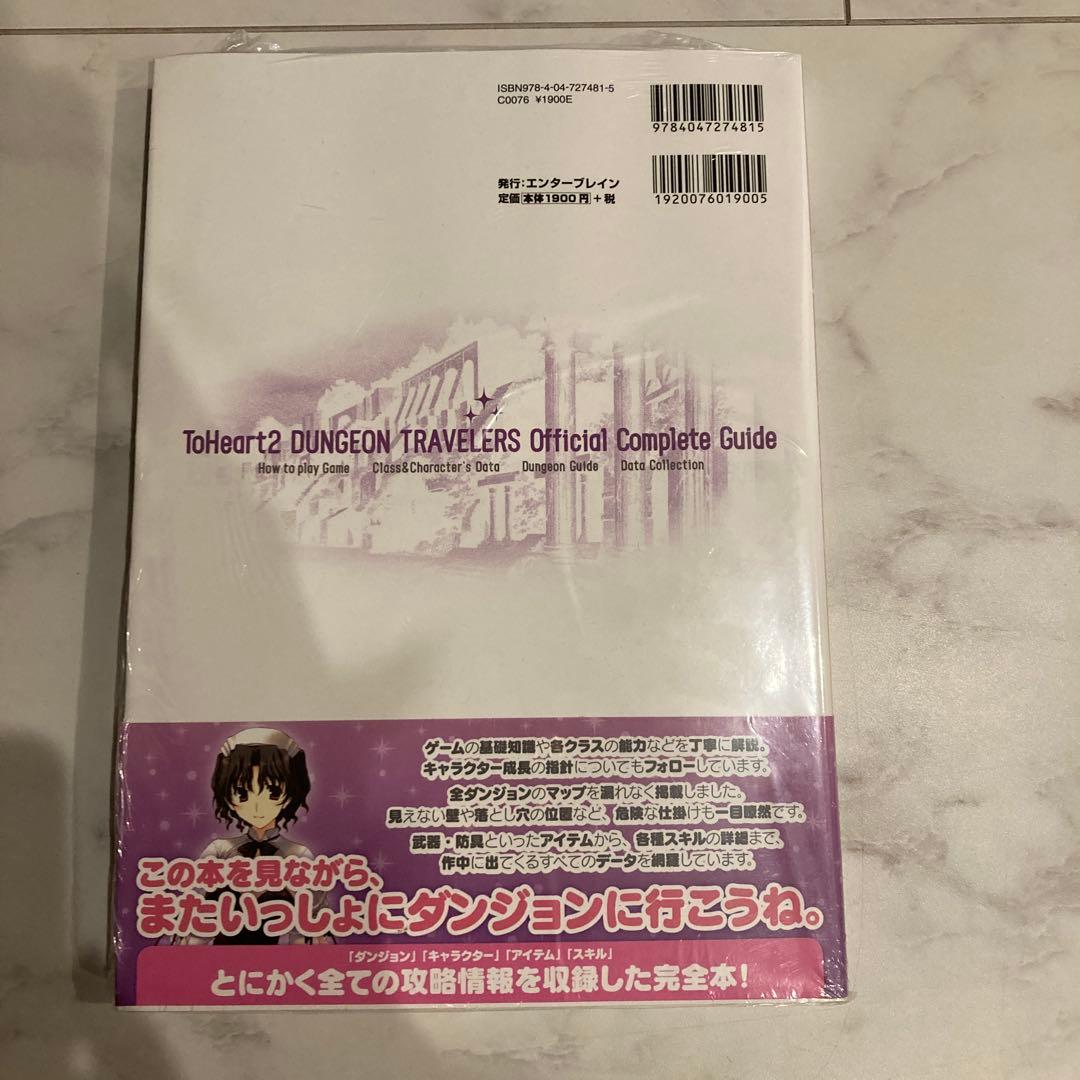 ISBN978-4-04-727481-5
C0076 ¥1900E
9784047274815
発行:エンターブレイン
定価 本体1900円 +税
1920076019005
ToHeart2 DUNGEON TRAVELERS Official Complete Guide
How to play Game Class&Character's Data Dungeon Guide Data Collection
ゲームの基礎知識や各クラスの能力などを丁寧に解説。
キャラクター成長の指針についてもフォローしています。
全ダンジョンのマップを漏れなく掲載しました。
見えない壁や落とし穴の位置など、危険な仕掛けも一目瞭然です。
武器・防具といったアイテムから、各種スキルの詳細まで、
作中に出てくるすべてのデータを網羅しています。
この本を見ながら、
またいっしょにダンジョンに行こうね。
「ダンジョン」「キャラクター」「アイテム」「スキル」
とにかく全ての攻略情報を収録した完全本!